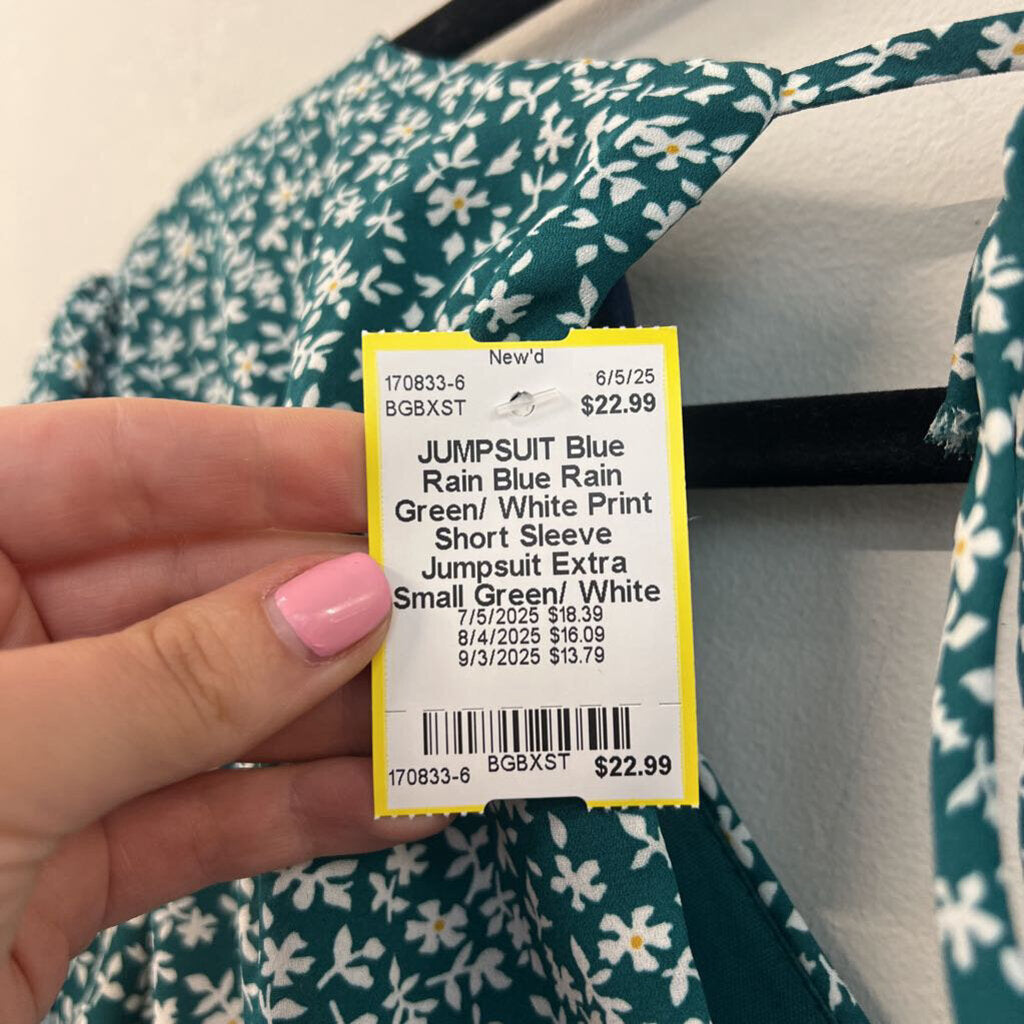 New'd
170833-6 6/5/25
BGBXST $22.99
JUMPSUIT Blue
Rain Blue Rain
Green/ White Print
Short Sleeve
Jumpsuit Extra
Small Green/ White
7/5/2025 $18.39
8/4/2025 $16.09
9/3/2025 $13.79
170833-6 BGBXST $22.99